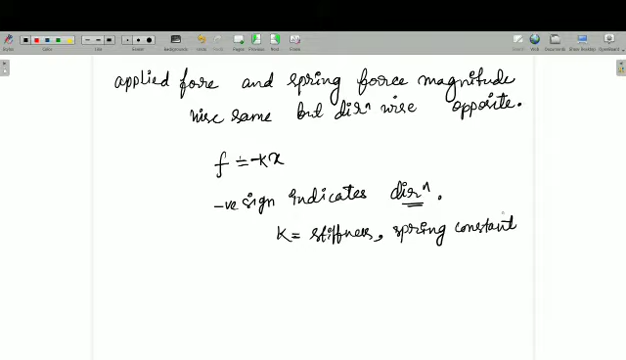 applied fore and spring force magnitude
wise same but dirⁿ wise opposite.
f = -kx
-ve sign indicates dirⁿ.
K = stiffness, spring constant